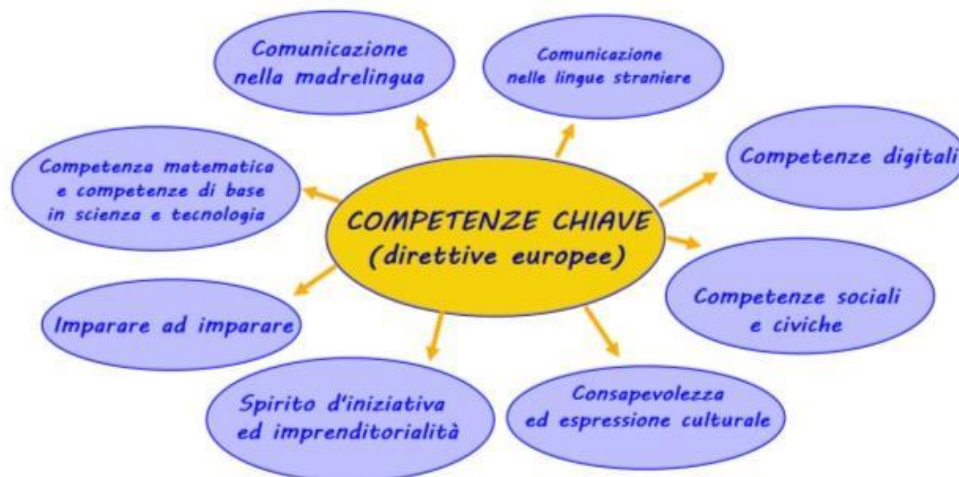 Comunicazione
nella madrelingua
Comunicazione
nelle lingue straniere
Competenze digitali
Competenza matematica
e competenze di base
in scienza e tecnologia
COMPETENZE CHIAVE
(direttive europee)
Competenze sociali
e civiche
Imparare ad imparare
Spirito d'iniziativa
ed imprenditorialità
Consapevolezza
ed espressione culturale